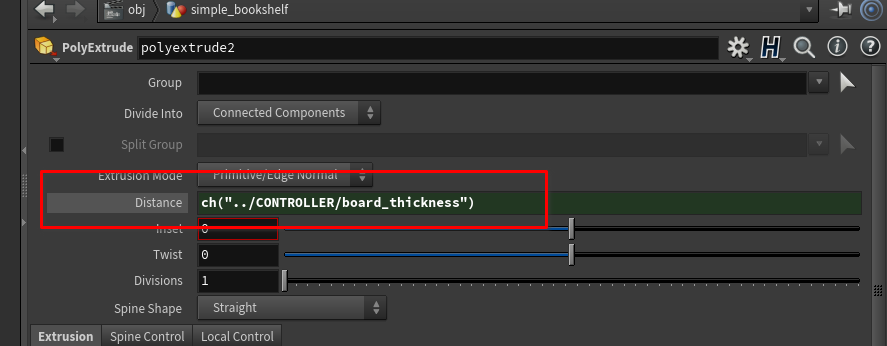 obj simple_bookshelf
PolyExtrude polyextrude2
Group
Divide Into Connected Components
Split Group
Extrusion Mode Primitive/Edge Normal
Distance ch("../CONTROLLER/board_thickness")
Inset 0
Twist 0
Divisions 1
Spine Shape Straight
Extrusion Spine Control Local Control